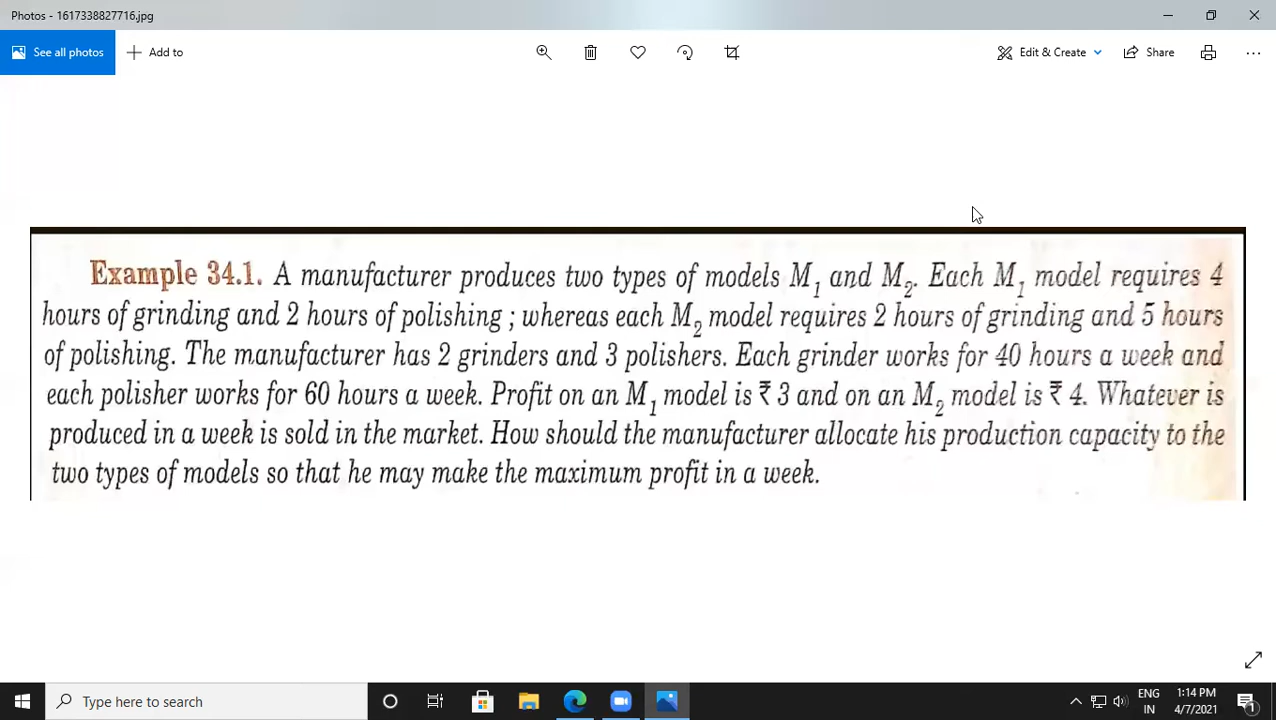 Photos - 1617338827716.jpg
See all photos
Add to
Edit & Create
Share
Example 34.1. A manufacturer produces two types of models M₁ and M₂. Each M₁ model requires 4
hours of grinding and 2 hours of polishing ; whereas each M₂ model requires 2 hours of grinding and 5 hours
of polishing. The manufacturer has 2 grinders and 3 polishers. Each grinder works for 40 hours a week and
each polisher works for 60 hours a week. Profit on an M₁ model is ₹ 3 and on an M₂ model is ₹ 4. Whatever is
produced in a week is sold in the market. How should the manufacturer allocate his production capacity to the
two types of models so that he may make the maximum profit in a week.
Type here to search
ENG
IN
1:14 PM
4/7/2021
1